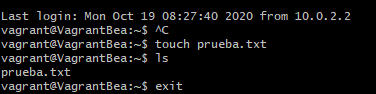 Last login: Mon Oct 19 08:27:40 2020 from 10.0.2.2
vagrant@VagrantBea:~$ ^C
vagrant@VagrantBea:~$ touch prueba.txt
vagrant@VagrantBea:~$ ls
prueba.txt
vagrant@VagrantBea:~$ exit